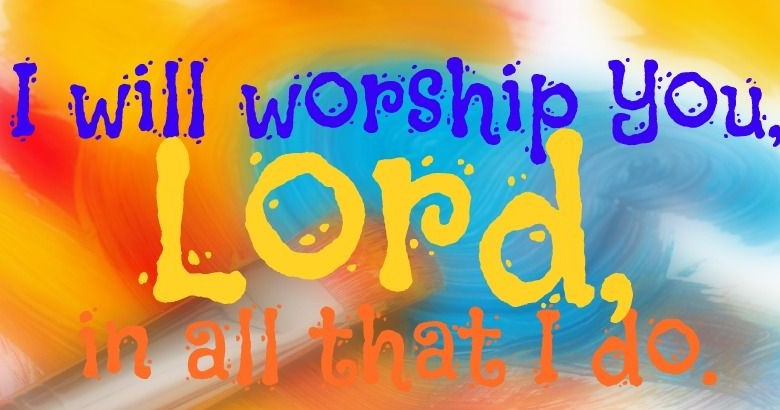 I will worship You,
Lord,
in all that I do.